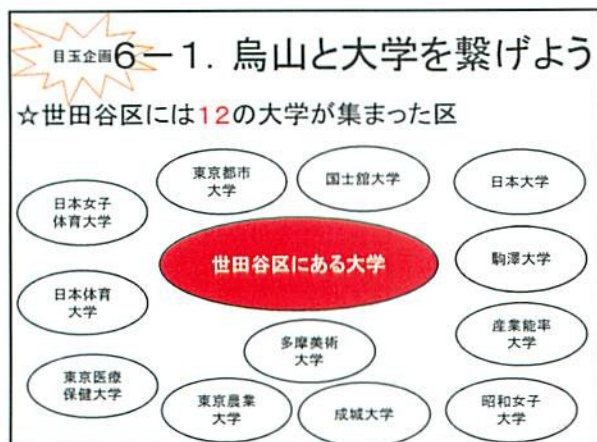 目玉企画6－1．烏山と大学を繋げよう
☆世田谷区には12の大学が集まった区
東京都市
大学
国士舘大学
日本大学
日本女子
体育大学
世田谷区にある大学
駒澤大学
日本体育
大学
産業能率
大学
多摩美術
大学
東京医療
保健大学
東京農業
大学
成城大学
昭和女子
大学